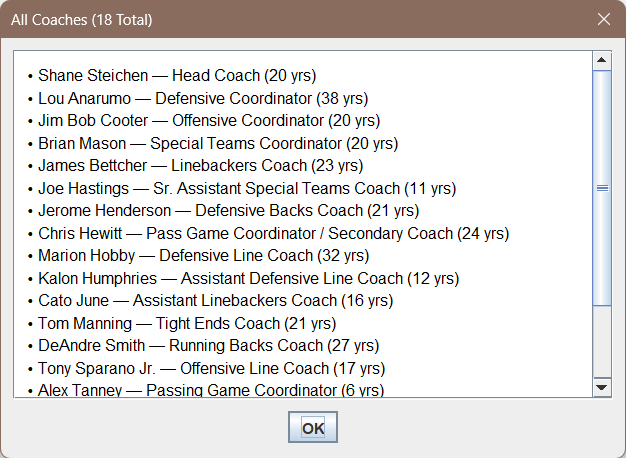 All Coaches (18 Total)
• Shane Steichen — Head Coach (20 yrs)
• Lou Anarumo — Defensive Coordinator (38 yrs)
• Jim Bob Cooter — Offensive Coordinator (20 yrs)
• Brian Mason — Special Teams Coordinator (20 yrs)
• James Bettcher — Linebackers Coach (23 yrs)
• Joe Hastings — Sr. Assistant Special Teams Coach (11 yrs)
• Jerome Henderson — Defensive Backs Coach (21 yrs)
• Chris Hewitt — Pass Game Coordinator / Secondary Coach (24 yrs)
• Marion Hobby — Defensive Line Coach (32 yrs)
• Kalon Humphries — Assistant Defensive Line Coach (12 yrs)
• Cato June — Assistant Linebackers Coach (16 yrs)
• Tom Manning — Tight Ends Coach (21 yrs)
• DeAndre Smith — Running Backs Coach (27 yrs)
• Tony Sparano Jr. — Offensive Line Coach (17 yrs)
• Alex Tanney — Passing Game Coordinator (6 yrs)
OK